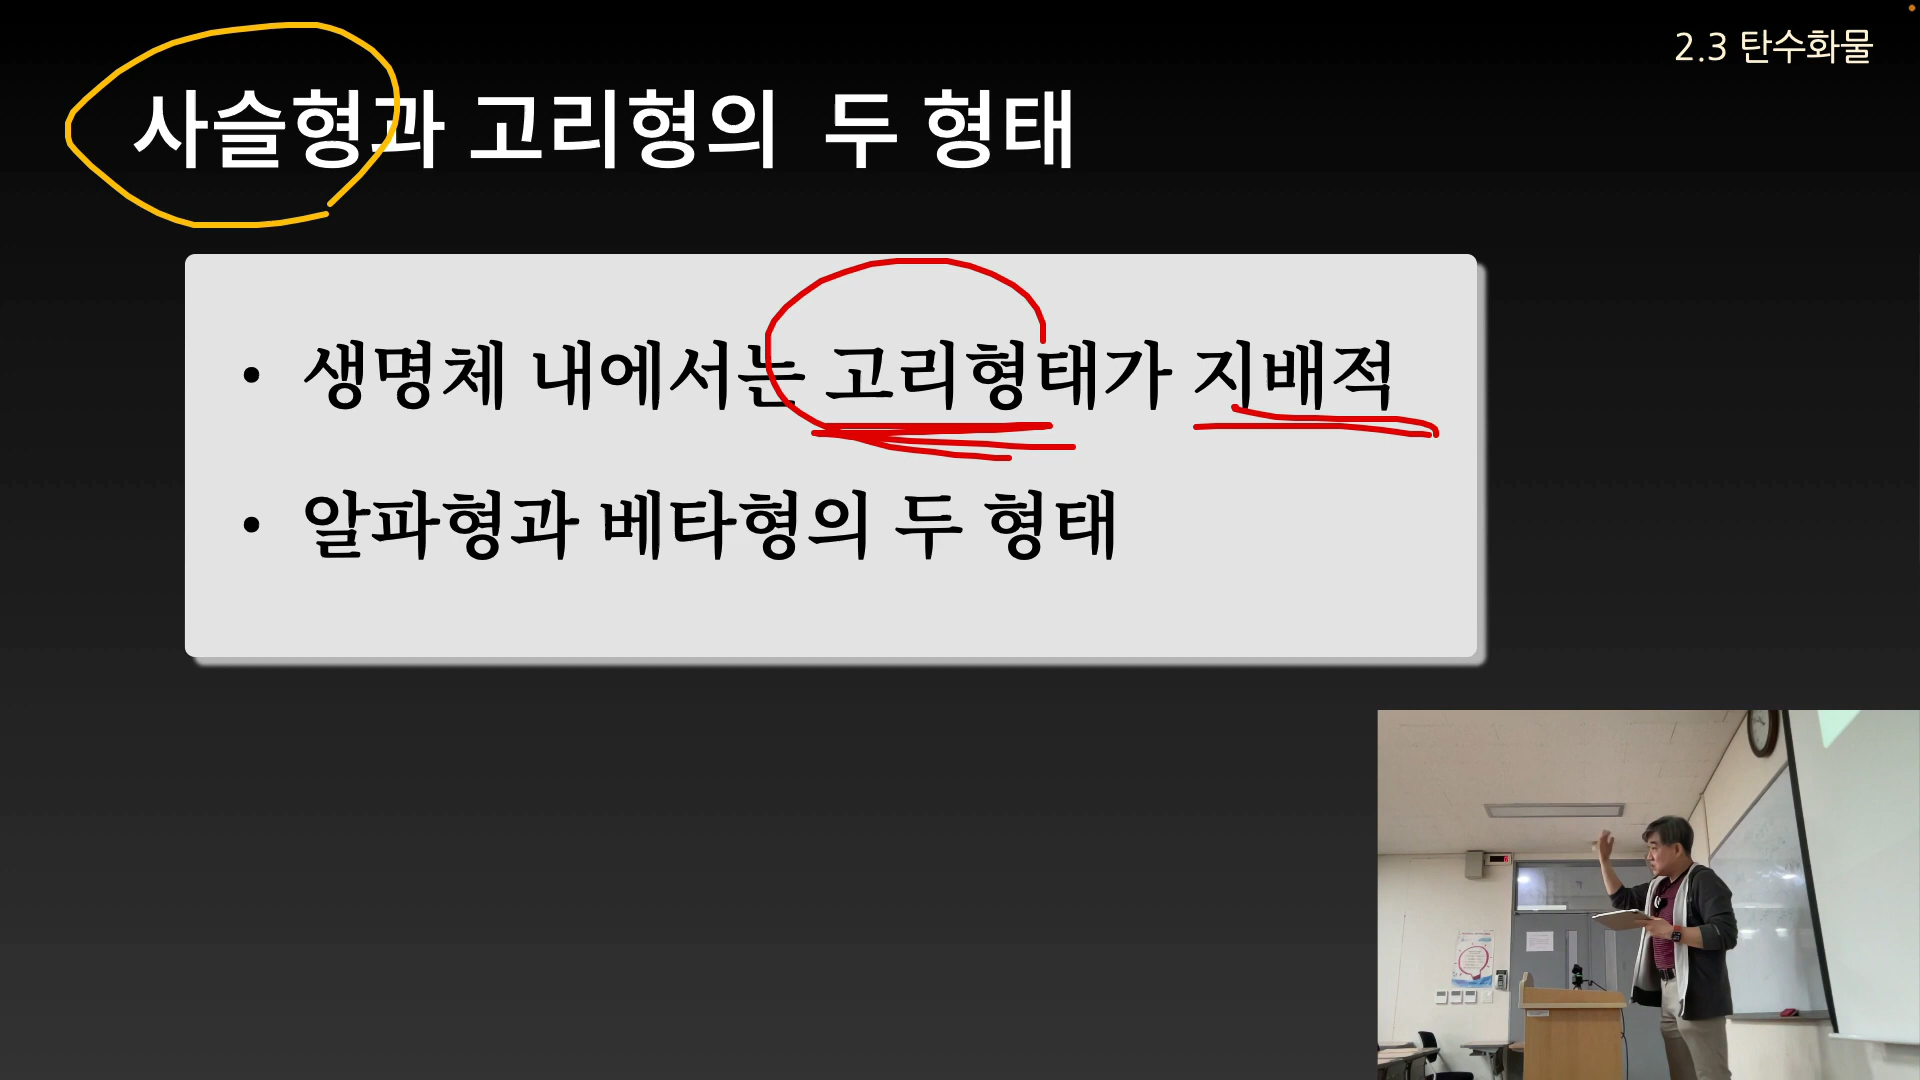 2.3 탄수화물
사슬형과 고리형의 두 형태
• 생명체 내에서는 고리형태가 지배적
• 알파형과 베타형의 두 형태